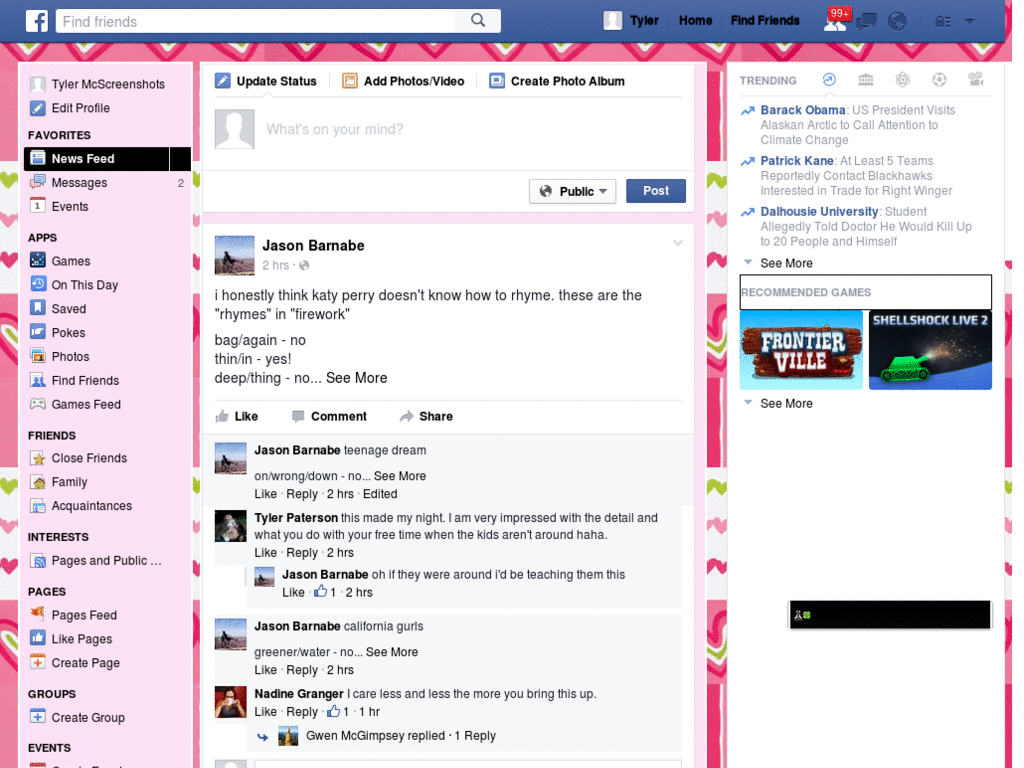 f
Find friends
Tyler
Home
Find Friends
99+
Tyler McScreenshots
Edit Profile
FAVORITES
News Feed
Messages 2
1 Events
APPS
Games
On This Day
Saved
Pokes
Photos
Find Friends
Games Feed
FRIENDS
Close Friends
Family
Acquaintances
INTERESTS
Pages and Public ...
PAGES
Pages Feed
Like Pages
Create Page
GROUPS
Create Group
EVENTS
Update Status
Add Photos/Video
Create Photo Album
What's on your mind?
Public
Post
Jason Barnabe
2 hrs ·
i honestly think katy perry doesn't know how to rhyme. these are the
"rhymes" in "firework"
bag/again - no
thin/in - yes!
deep/thing - no... See More
Like
Comment
Share
Jason Barnabe teenage dream
on/wrong/down - no... See More
Like · Reply · 2 hrs · Edited
Tyler Paterson this made my night. I am very impressed with the detail and
what you do with your free time when the kids aren't around haha.
Like · Reply · 2 hrs
Jason Barnabe oh if they were around i'd be teaching them this
Like · 1 · 2 hrs
Jason Barnabe california gurls
greener/water - no... See More
Like · Reply · 2 hrs
Nadine Granger I care less and less the more you bring this up.
Like · Reply · 1 · 1 hr
Gwen McGimpsey replied · 1 Reply
TRENDING
Barack Obama: US President Visits
Alaskan Arctic to Call Attention to
Climate Change
Patrick Kane: At Least 5 Teams
Reportedly Contact Blackhawks
Interested in Trade for Right Winger
Dalhousie University: Student
Allegedly Told Doctor He Would Kill Up
to 20 People and Himself
See More
RECOMMENDED GAMES
FRONTIER
VILLE
SHELLSHOCK LIVE 2
See More